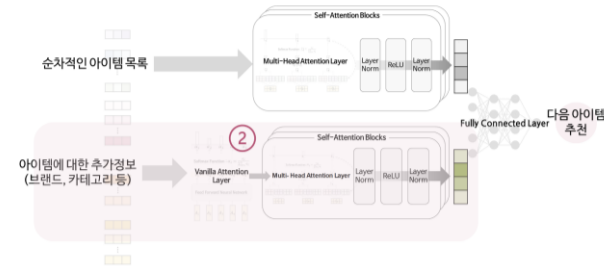 Self-Attention Blocks
순차적인 아이템 목록
Multi-Head Attention Layer
Layer Norm
ReLU
Layer Norm
Fully Connected Layer
다음 아이템
추천
②
Self-Attention Blocks
아이템에 대한 추가정보
(브랜드, 카테고리 등)
Vanilla Attention
Layer
Multi-Head Attention Layer
Layer Norm
ReLU
Layer Norm